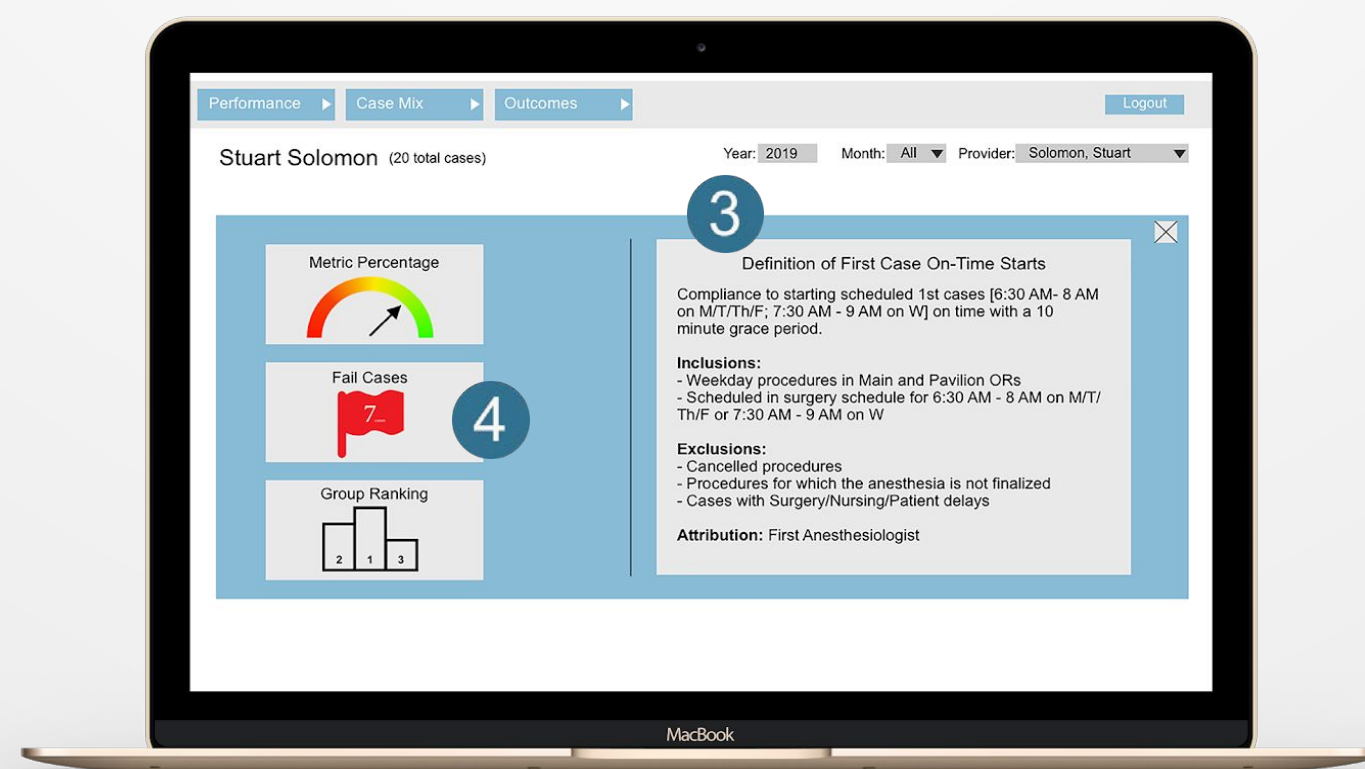 Performance
Case Mix
Outcomes
Logout
Stuart Solomon (20 total cases)
Year: 2019 Month: All Provider: Solomon, Stuart
3
Metric Percentage
Fail Cases
7_
4
Group Ranking
2 1 3
Definition of First Case On-Time Starts
Compliance to starting scheduled 1st cases [6:30 AM- 8 AM
on M/T/Th/F; 7:30 AM - 9 AM on W] on time with a 10
minute grace period.
Inclusions:
- Weekday procedures in Main and Pavilion ORs
- Scheduled in surgery schedule for 6:30 AM - 8 AM on M/T/
Th/F or 7:30 AM - 9 AM on W
Exclusions:
- Cancelled procedures
- Procedures for which the anesthesia is not finalized
- Cases with Surgery/Nursing/Patient delays
Attribution: First Anesthesiologist
MacBook